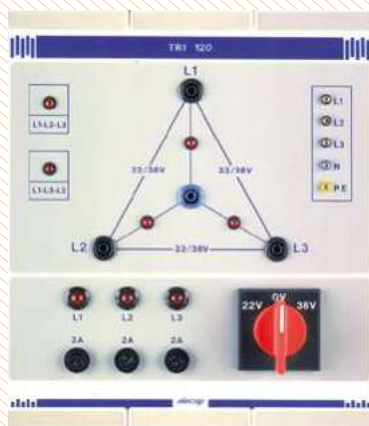 TRI 120
L1
L1-L2-L3
L1-L3-L2
L1
L2
L3
N
PE
22/38V
22/38V
L2
22/38V
L3
L1 L2 L3
2A 2A 2A
22V 0V 38V